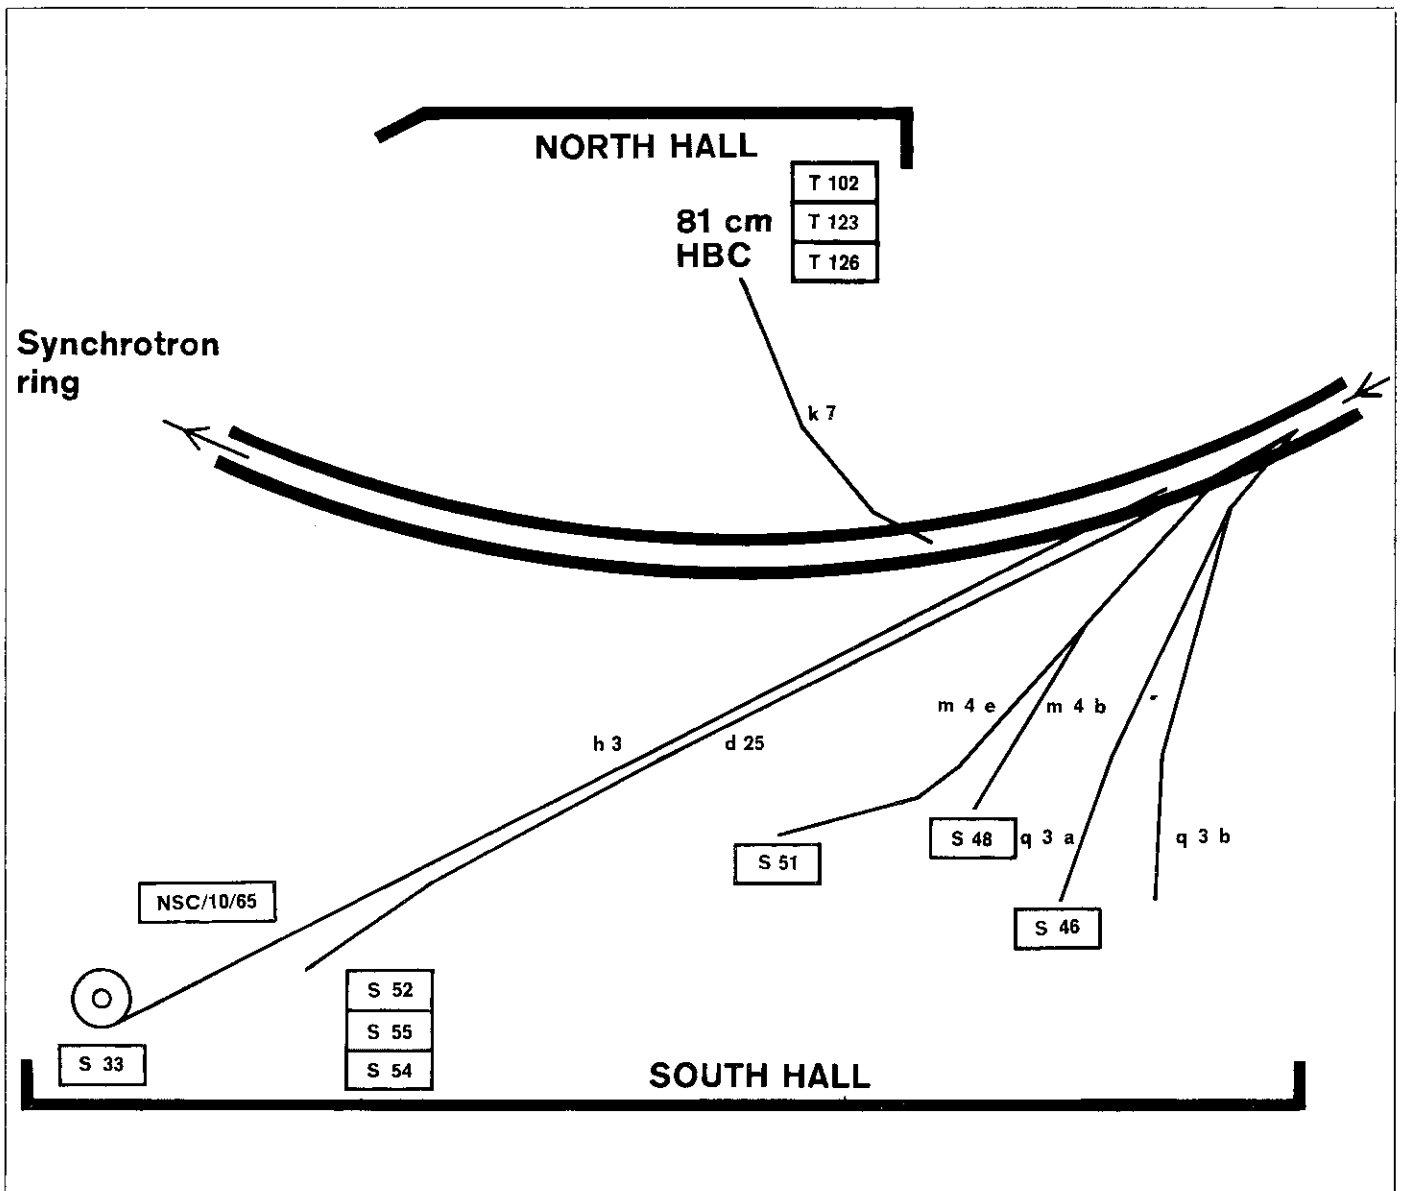 NORTH HALL
T 102
T 123
T 126
81 cm
HBC
Synchrotron
ring
k 7
m 4 e
m 4 b
h 3
d 25
S 48
q 3 a
q 3 b
S 51
NSC/10/65
S 46
S 52
S 55
S 54
S 33
SOUTH HALL